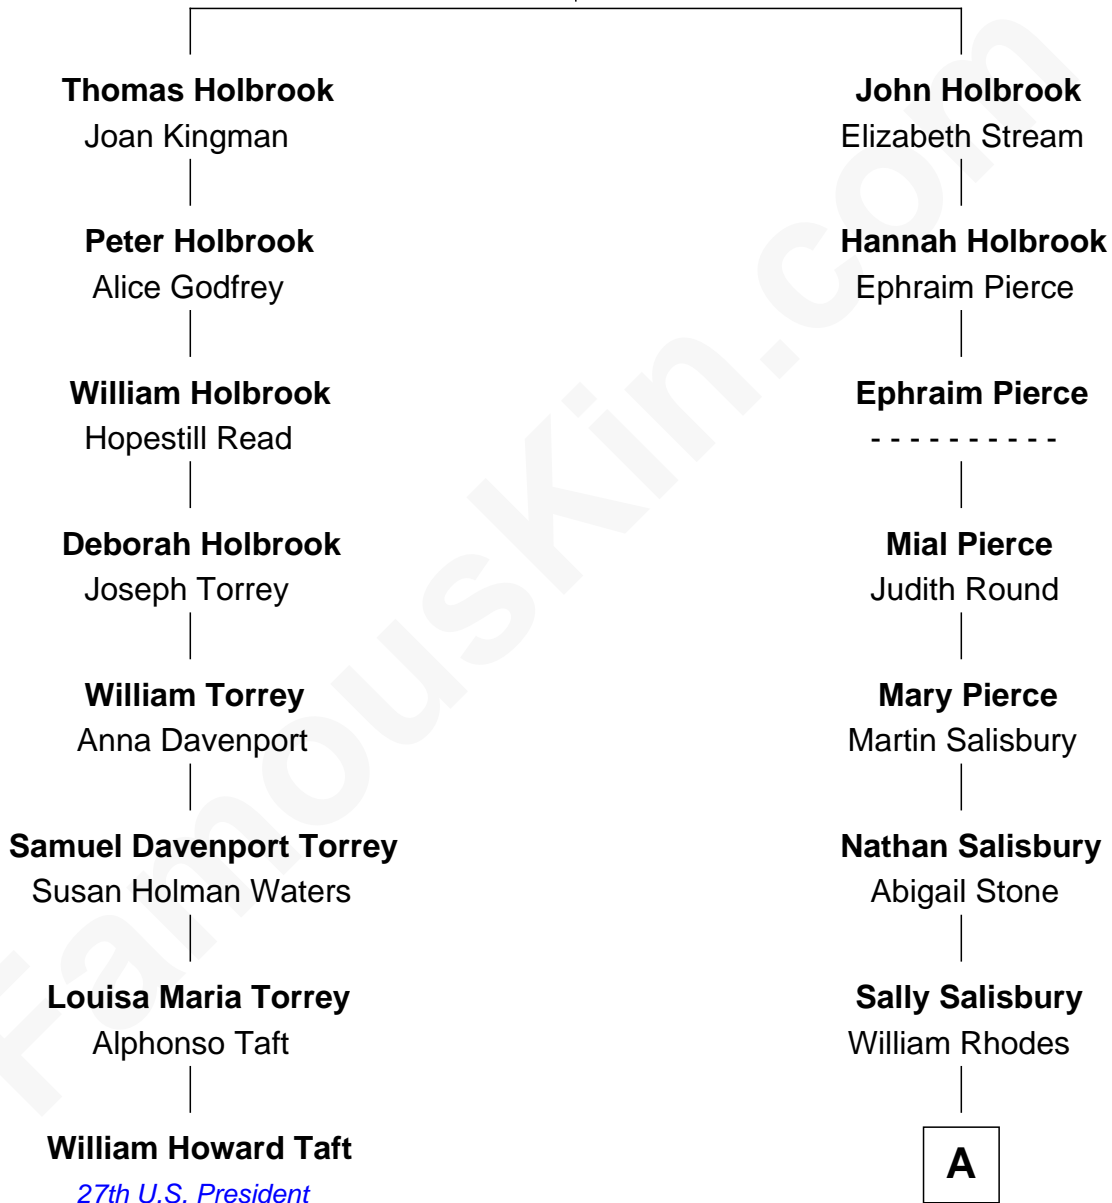 Thomas Holbrook
Joan Kingman
Peter Holbrook
Alice Godfrey
William Holbrook
Hopestill Read
Deborah Holbrook
Joseph Torrey
William Torrey
Anna Davenport
Samuel Davenport Torrey
Susan Holman Waters
Louisa Maria Torrey
Alphonso Taft
William Howard Taft
27th U.S. President
John Holbrook
Elizabeth Stream
Hannah Holbrook
Ephraim Pierce
Ephraim Pierce
- - - - - - - - - -
Mial Pierce
Judith Round
Mary Pierce
Martin Salisbury
Nathan Salisbury
Abigail Stone
Sally Salisbury
William Rhodes
A
FamousKin.com